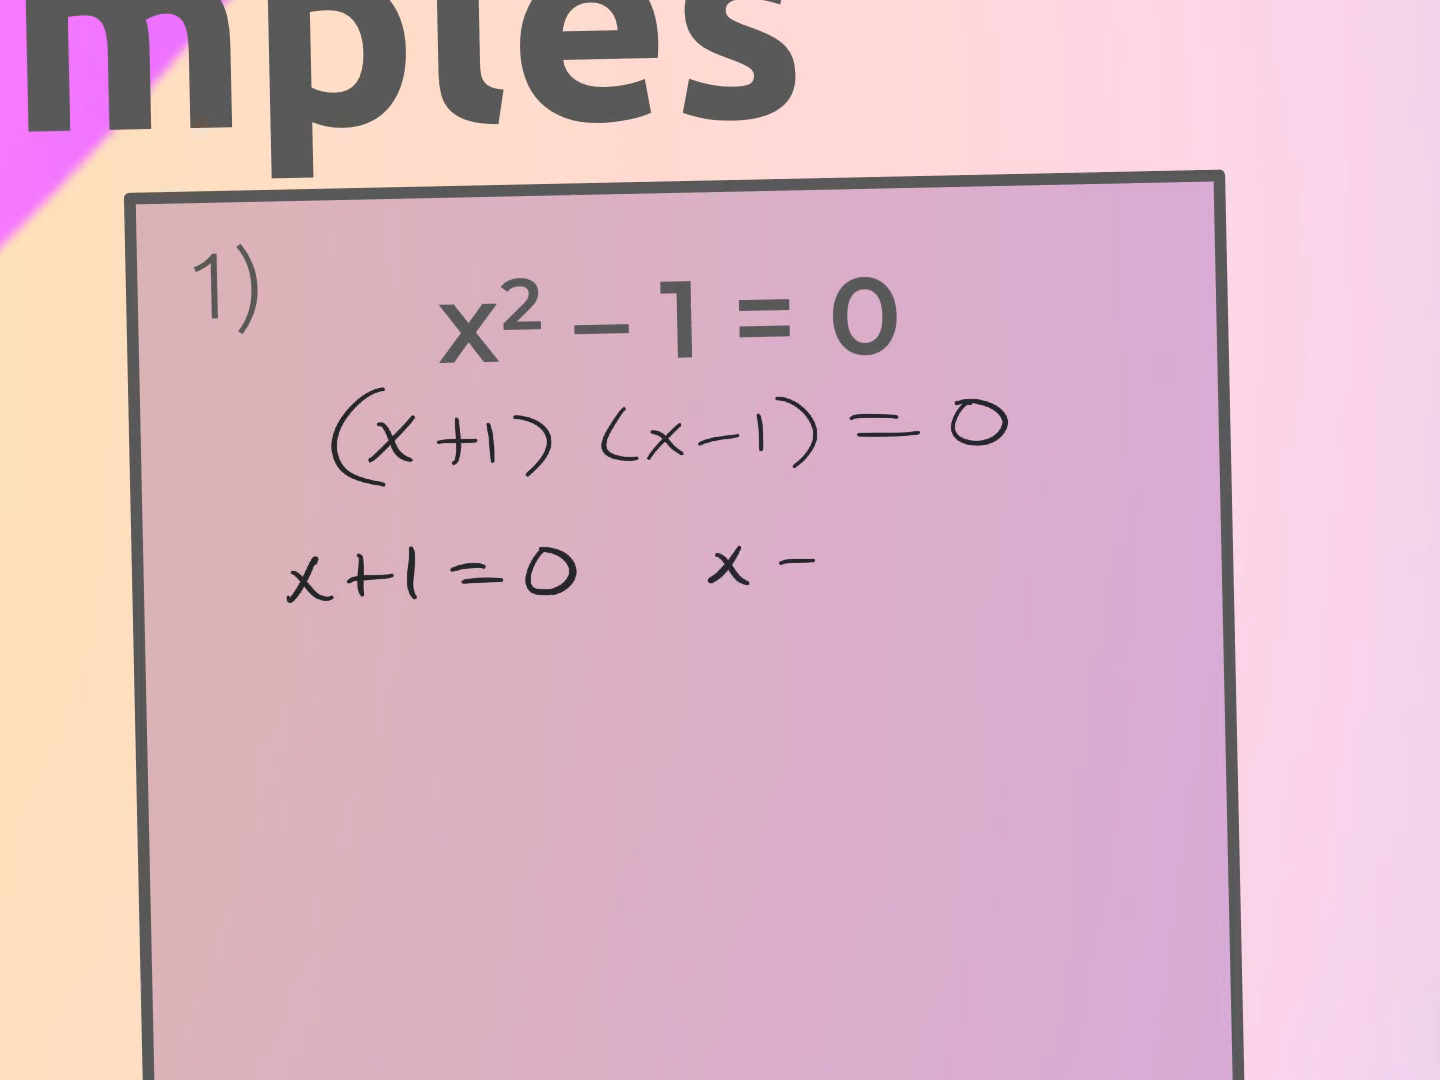 mples
1)
x² – 1 = 0
(x+1) (x-1) = 0
x+1 = 0 x -